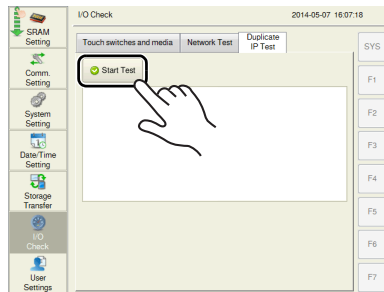 I/O Check
2014-05-07 16:07:18
SRAM
Setting
Comm.
Setting
System
Setting
Date/Time
Setting
Storage
Transfer
I/O
Check
User
Settings
Touch switches and media
Network Test
Duplicate
IP Test
Start Test
SYS
F1
F2
F3
F4
F5
F6
F7